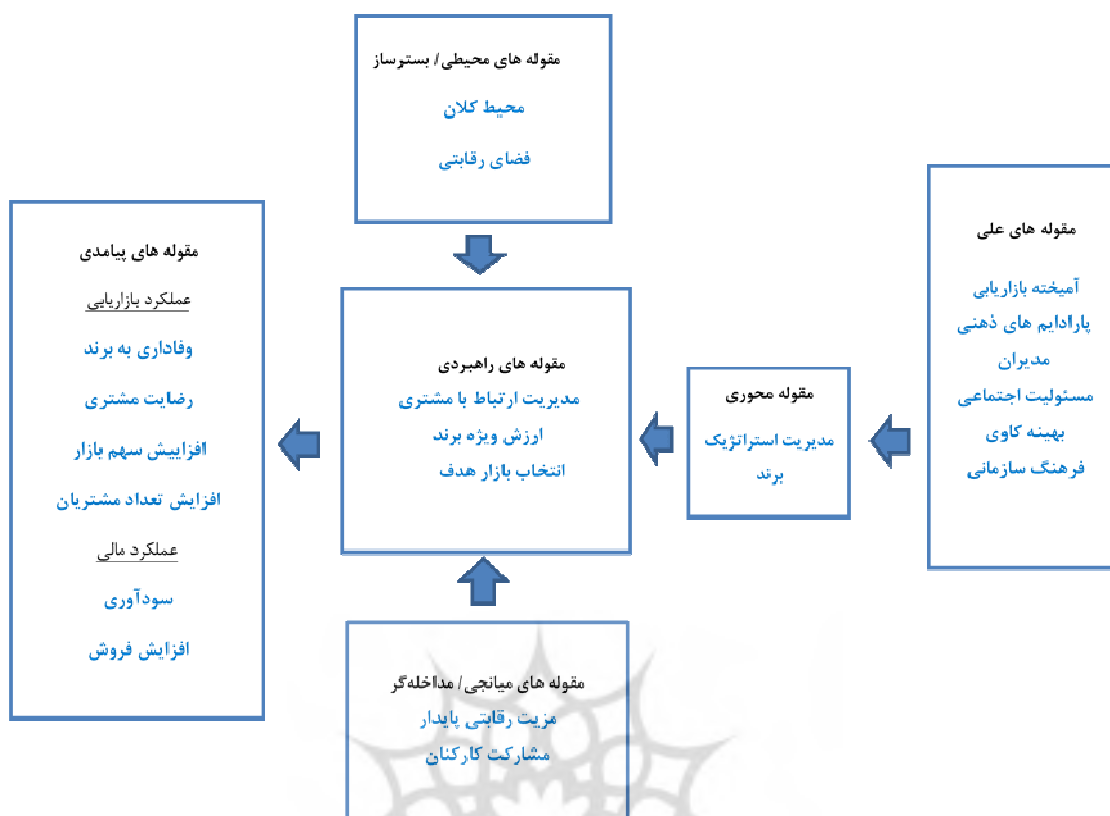 مقوله های محیطی/ بسترساز
محیط کلان
فضای رقابتی
مقوله های علی
آمیخته بازاریابی
پارادایم های ذهنی
مدیران
مسئولیت اجتماعی
بهینه کاوی
فرهنگ سازمانی
مقوله محوری
مدیریت استراتژیک
برند
مقوله های راهبردی
مدیریت ارتباط با مشتری
ارزش ویژه برند
انتخاب بازار هدف
مقوله های پیامدی
عملکرد بازاریابی
وفاداری به برند
رضایت مشتری
افزاییش سهم بازار
افزایش تعداد مشتریان
عملکرد مالی
سودآوری
افزایش فروش
مقوله های میانجی/ مداخله‌گر
مزیت رقابتی پایدار
مشارکت کارکنان